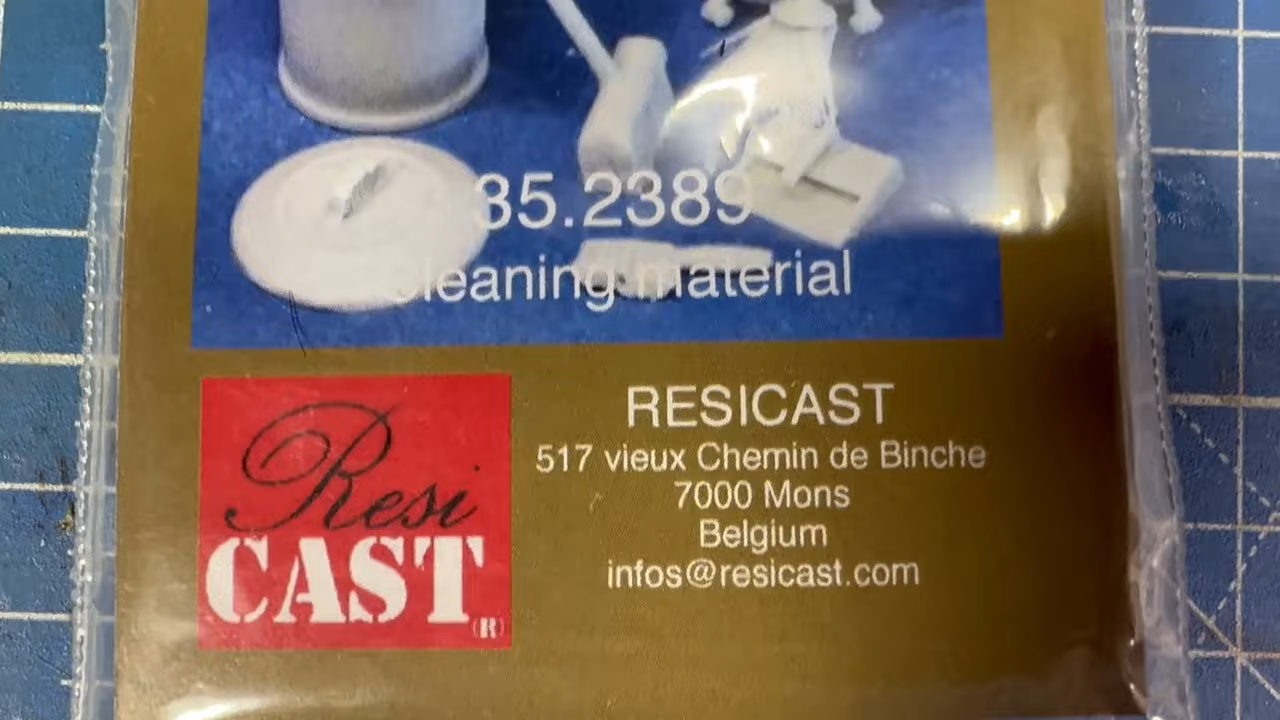 35.2389
cleaning material
Resi
CAST
(R)
RESICAST
517 vieux Chemin de Binche
7000 Mons
Belgium
infos@resicast.com